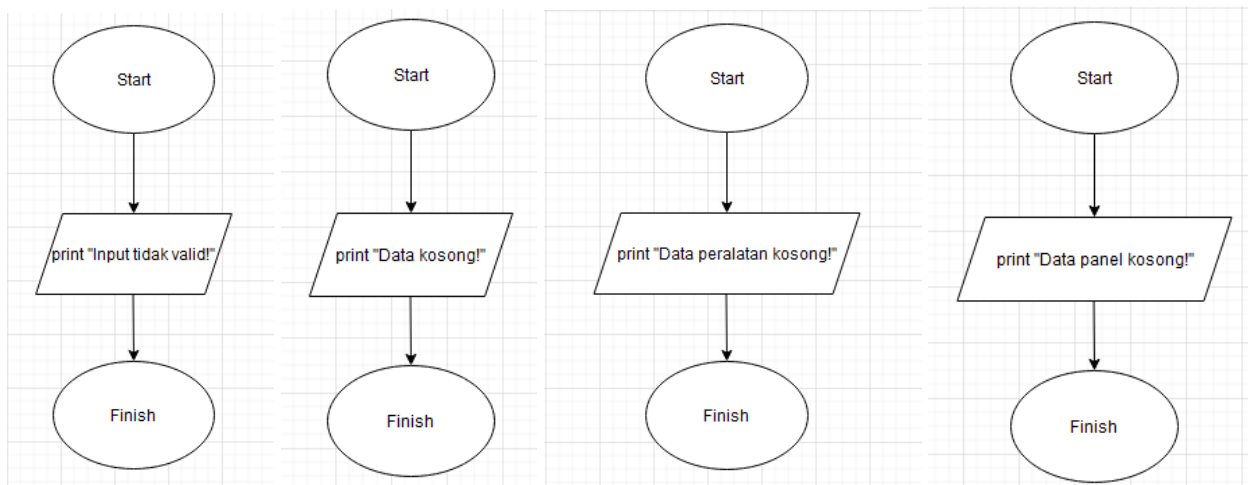 Start
print "Input tidak valid!"
Finish
Start
print "Data kosong!"
Finish
Start
print "Data peralatan kosong!"
Finish
Start
print "Data panel kosong!"
Finish